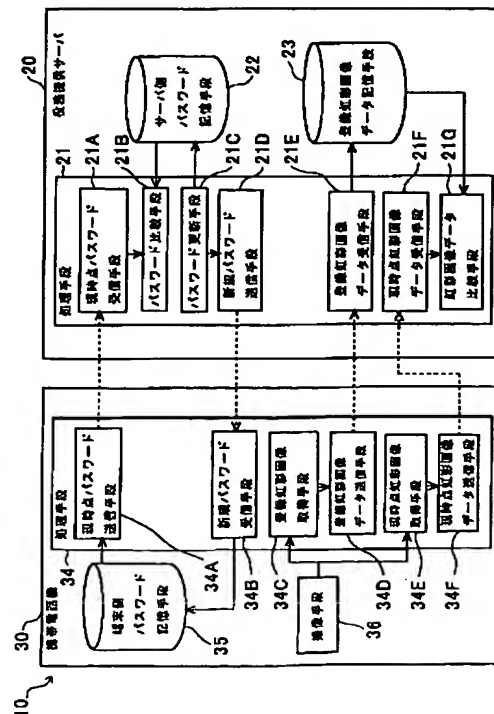 10
30
携帯電話機
34
処理手段
現時点パスワード
送信手段
34A
端末側
パスワード
記憶手段
35
新規パスワード
受信手段
34B
登録虹彩画像
取得手段
34C
登録虹彩画像
データ送信手段
34D
現時点虹彩画像
取得手段
34E
現時点虹彩画像
データ送信手段
34F
撮像手段
36
20
役務提供サーバ
21
処理手段
現時点パスワード
受信手段
21A
パスワード比較手段
21B
パスワード更新手段
21C
新規パスワード
送信手段
21D
サーバ側
パスワード
記憶手段
22
登録虹彩画像
データ受信手段
21E
現時点虹彩画像
データ受信手段
21F
虹彩画像データ
比較手段
21G
登録虹彩画像
データ記憶手段
23